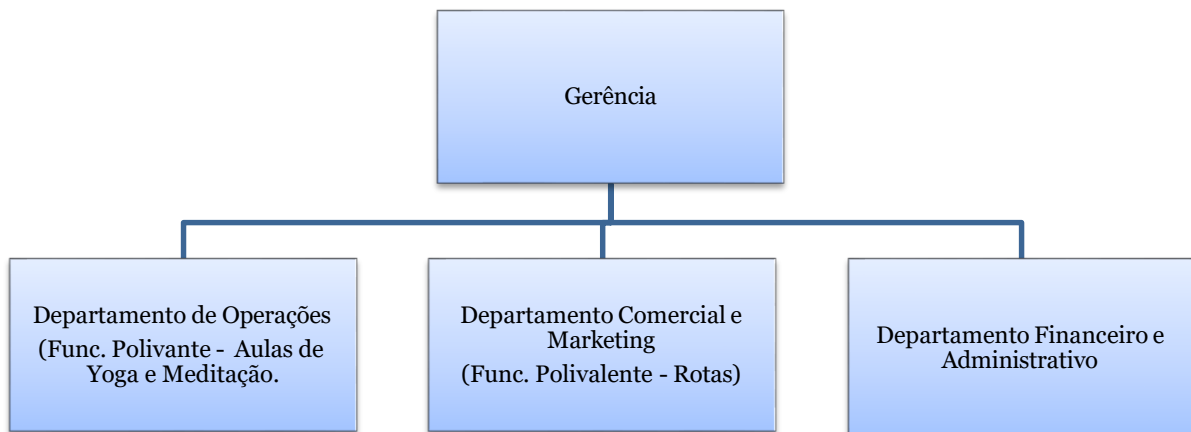 Gerência
Departamento de Operações
(Func. Polivante - Aulas de
Yoga e Meditação.
Departamento Comercial e
Marketing
(Func. Polivalente - Rotas)
Departamento Financeiro e
Administrativo